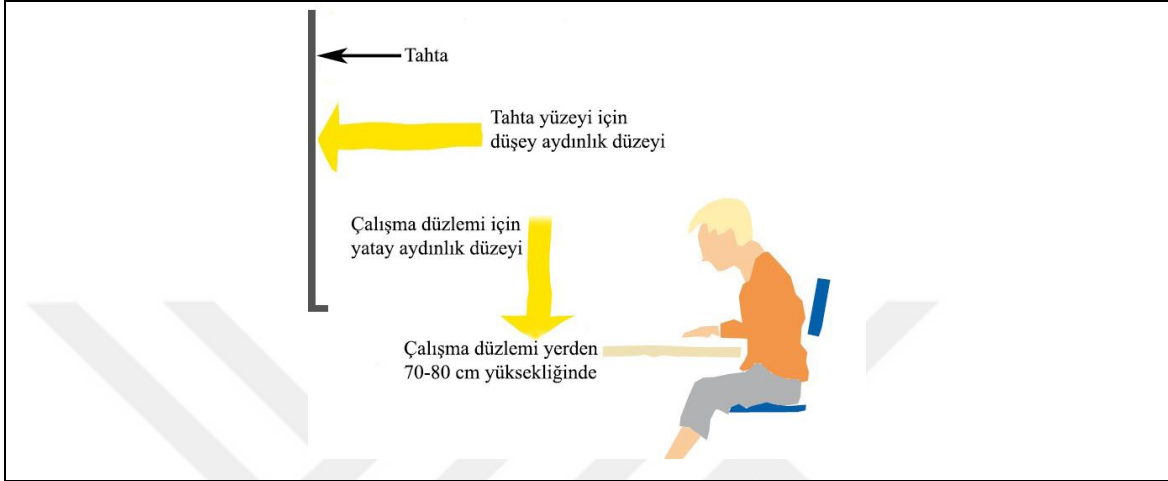 Tahta
Tahta yüzeyi için
düşey aydınlık düzeyi
Çalışma düzlemi için
yatay aydınlık düzeyi
Çalışma düzlemi yerden
70-80 cm yüksekliğinde